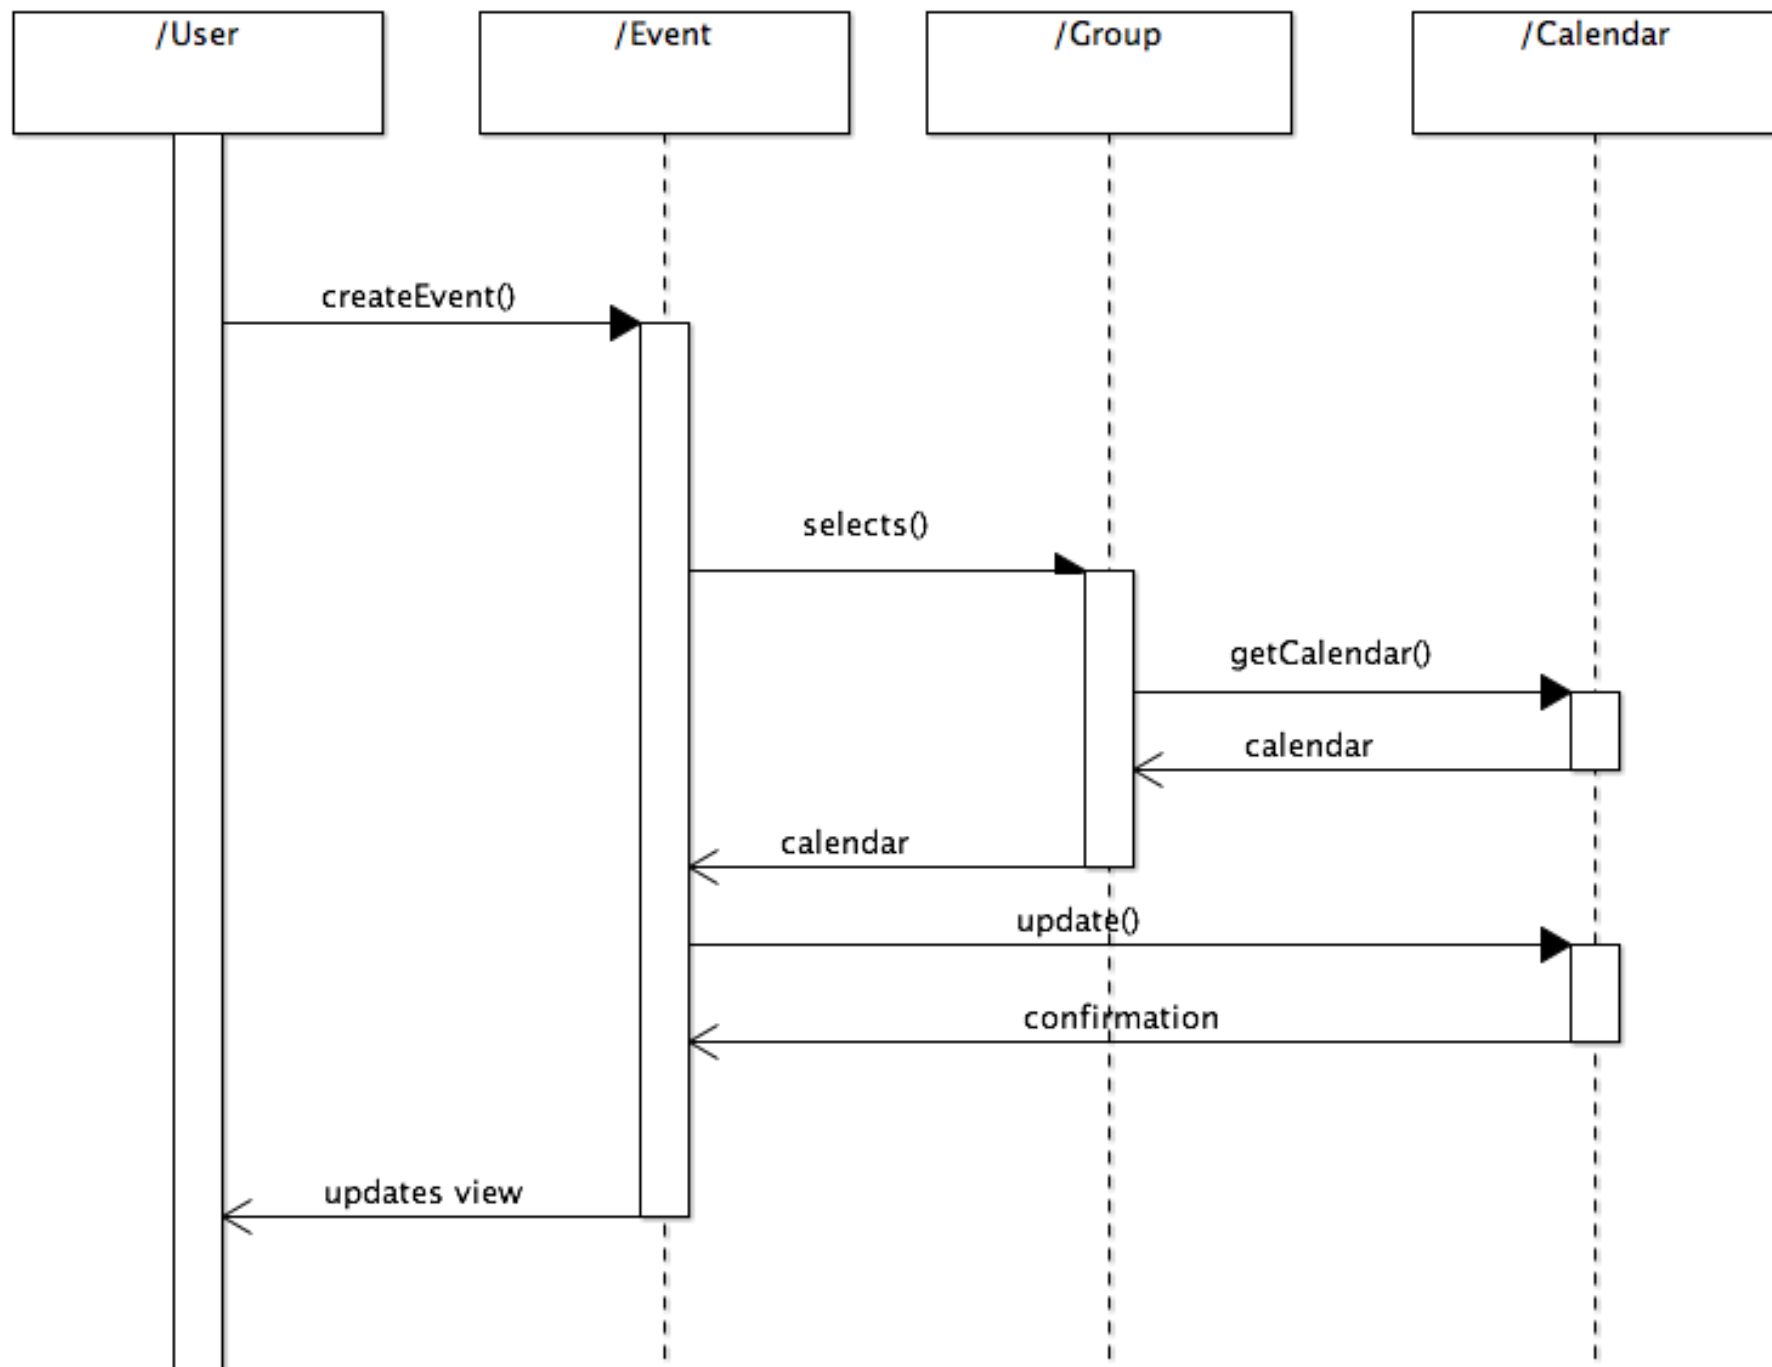 /User
/Event
/Group
/Calendar
createEvent()
selects()
getCalendar()
calendar
calendar
update()
confirmation
updates view